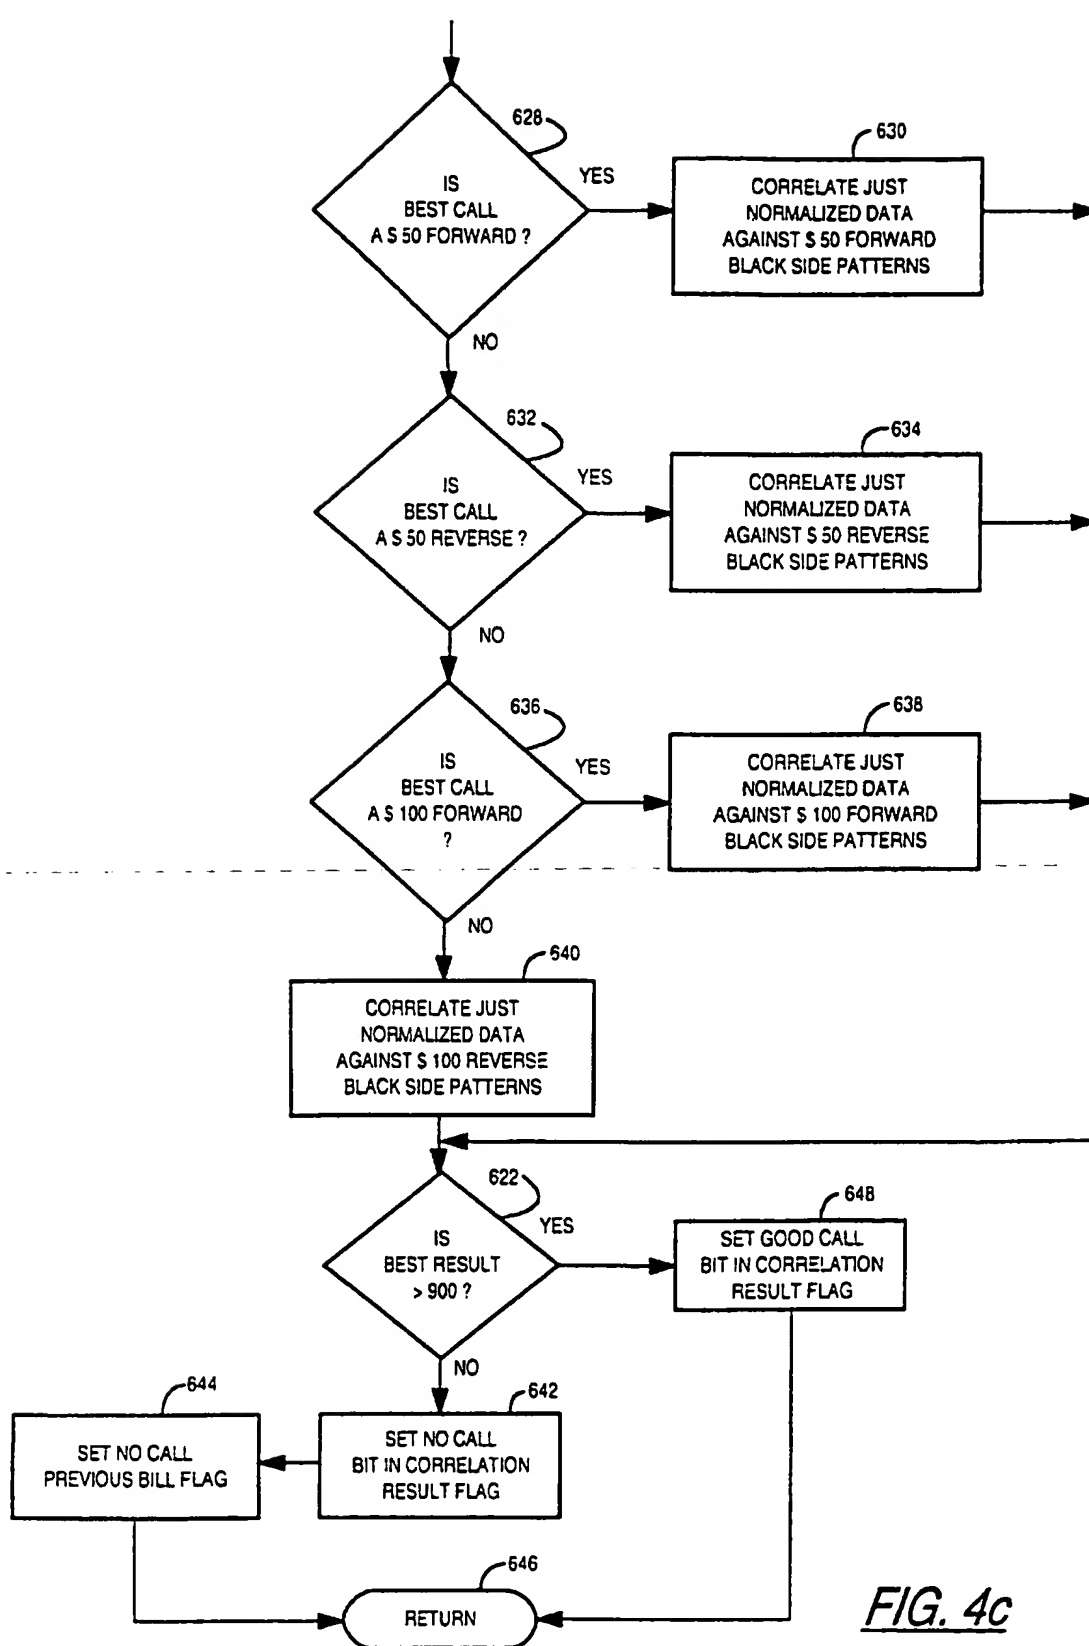 628
IS
BEST CALL
A $ 50 FORWARD ?
YES
NO
630
CORRELATE JUST
NORMALIZED DATA
AGAINST $ 50 FORWARD
BLACK SIDE PATTERNS
632
IS
BEST CALL
A $ 50 REVERSE ?
YES
NO
634
CORRELATE JUST
NORMALIZED DATA
AGAINST $ 50 REVERSE
BLACK SIDE PATTERNS
636
IS
BEST CALL
A $ 100 FORWARD
?
YES
NO
638
CORRELATE JUST
NORMALIZED DATA
AGAINST $ 100 FORWARD
BLACK SIDE PATTERNS
640
CORRELATE JUST
NORMALIZED DATA
AGAINST $ 100 REVERSE
BLACK SIDE PATTERNS
622
IS
BEST RESULT
> 900 ?
YES
NO
648
SET GOOD CALL
BIT IN CORRELATION
RESULT FLAG
642
SET NO CALL
BIT IN CORRELATION
RESULT FLAG
644
SET NO CALL
PREVIOUS BILL FLAG
646
RETURN
FIG. 4c